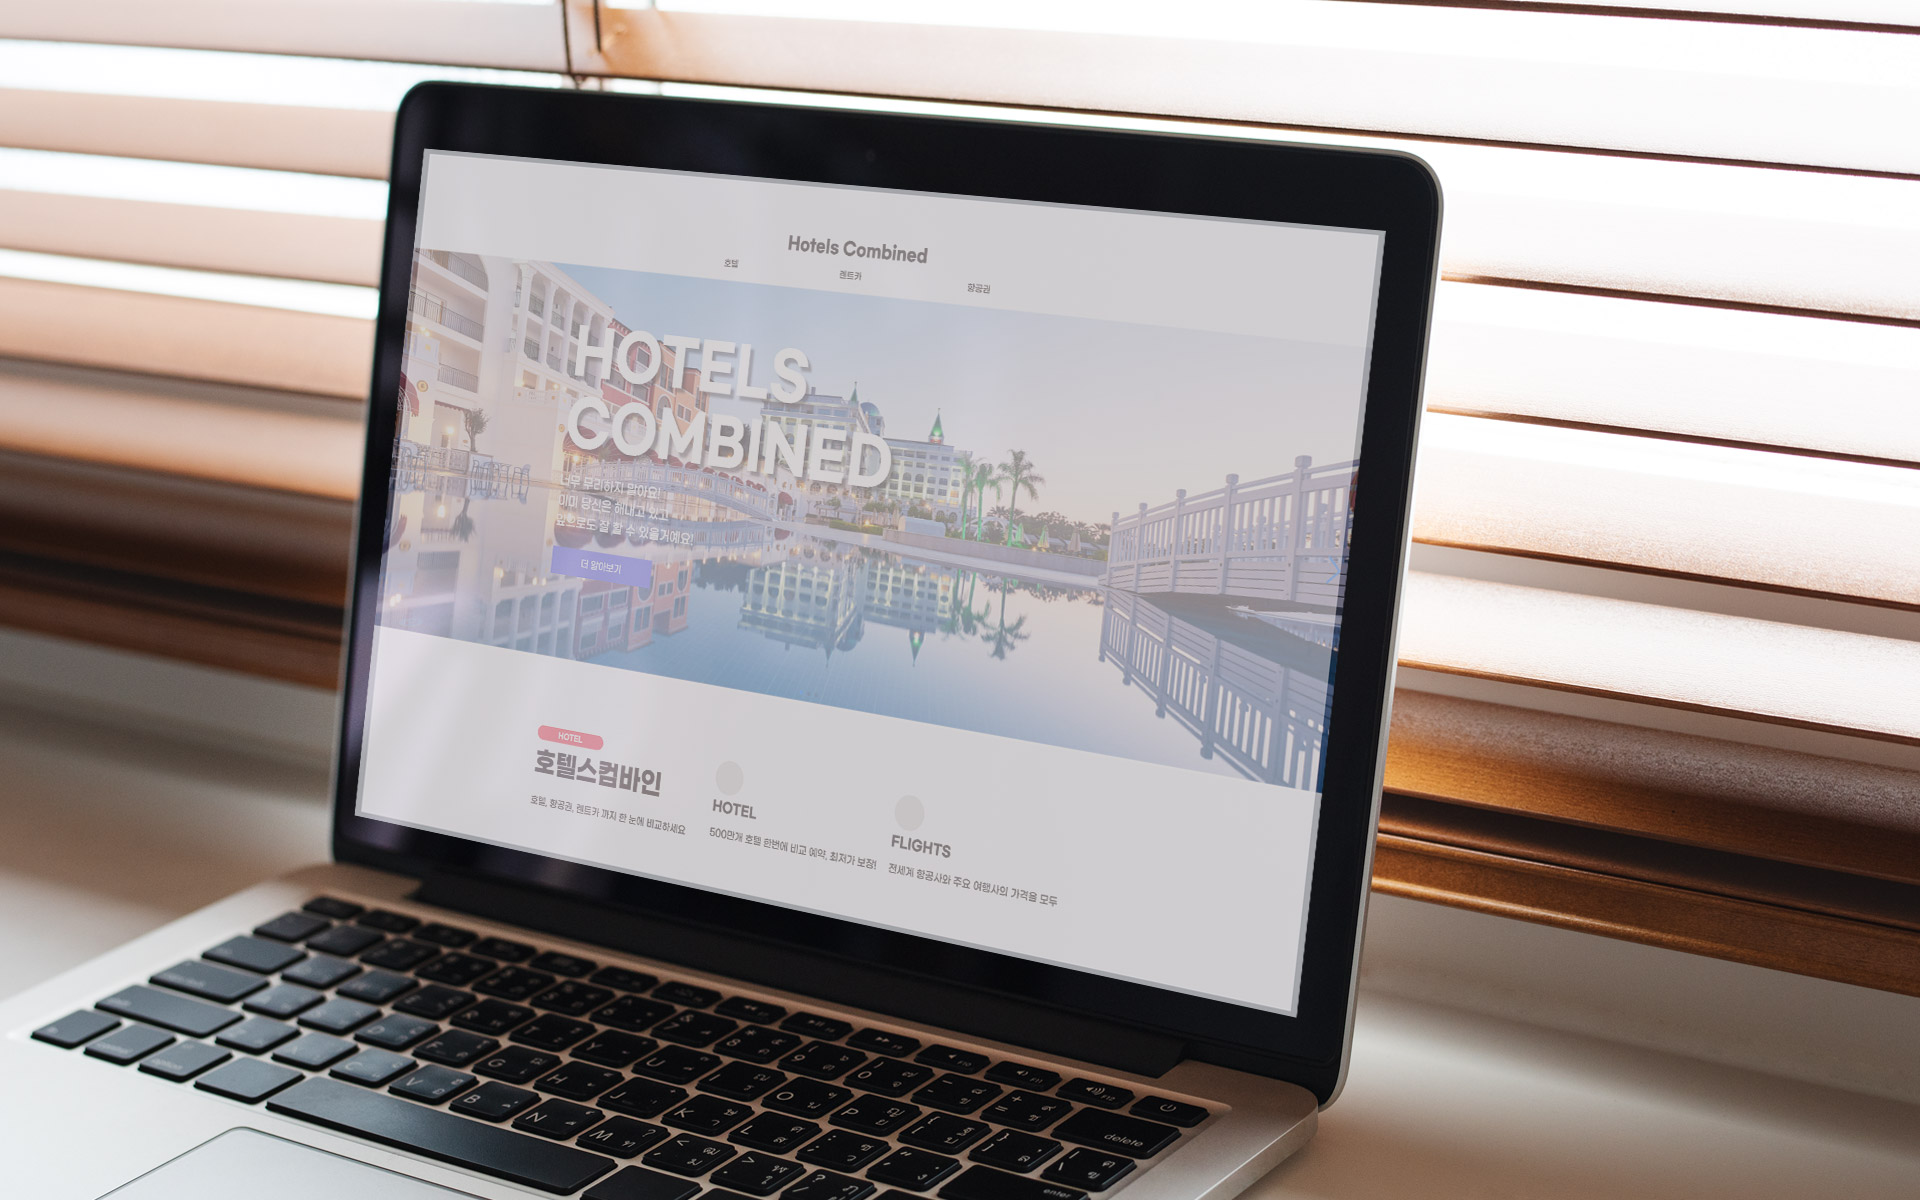 Hotels Combined
호텔
렌트카
항공권
HOTELS
COMBINED
너무 무리하지 말아요!
이미 당신은 해내고 있고
앞으로도 잘 할 수 있을거예요!
더 알아보기
HOTEL
호텔스컴바인
호텔, 항공권, 렌트카 까지 한 눈에 비교하세요
HOTEL
500만개 호텔 한번에 비교 예약, 최저가 보장!
FLIGHTS
전세계 항공사와 주요 여행사의 가격을 모두
R
T
Y
U
I
O
P
G
H
J
K
L
V
B
N
M
delete
enter